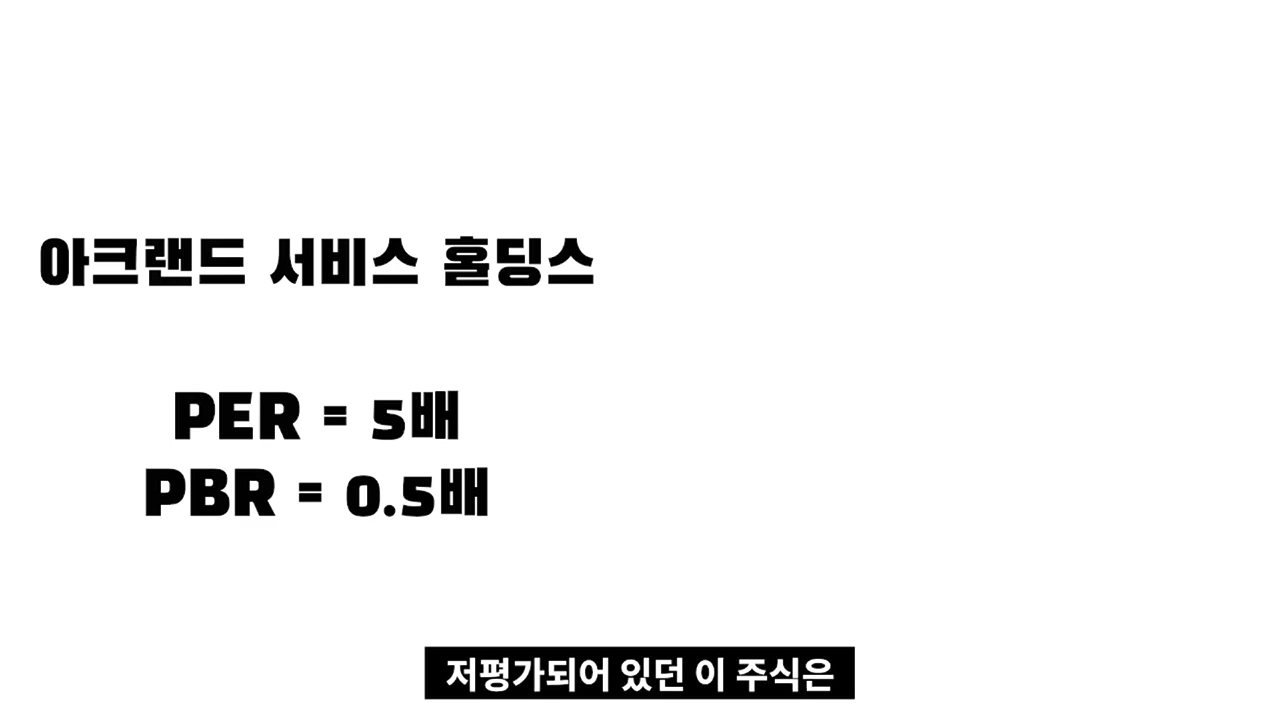 아크랜드 서비스 홀딩스
PER = 5배
PBR = 0.5배
저평가되어 있던 이 주식은